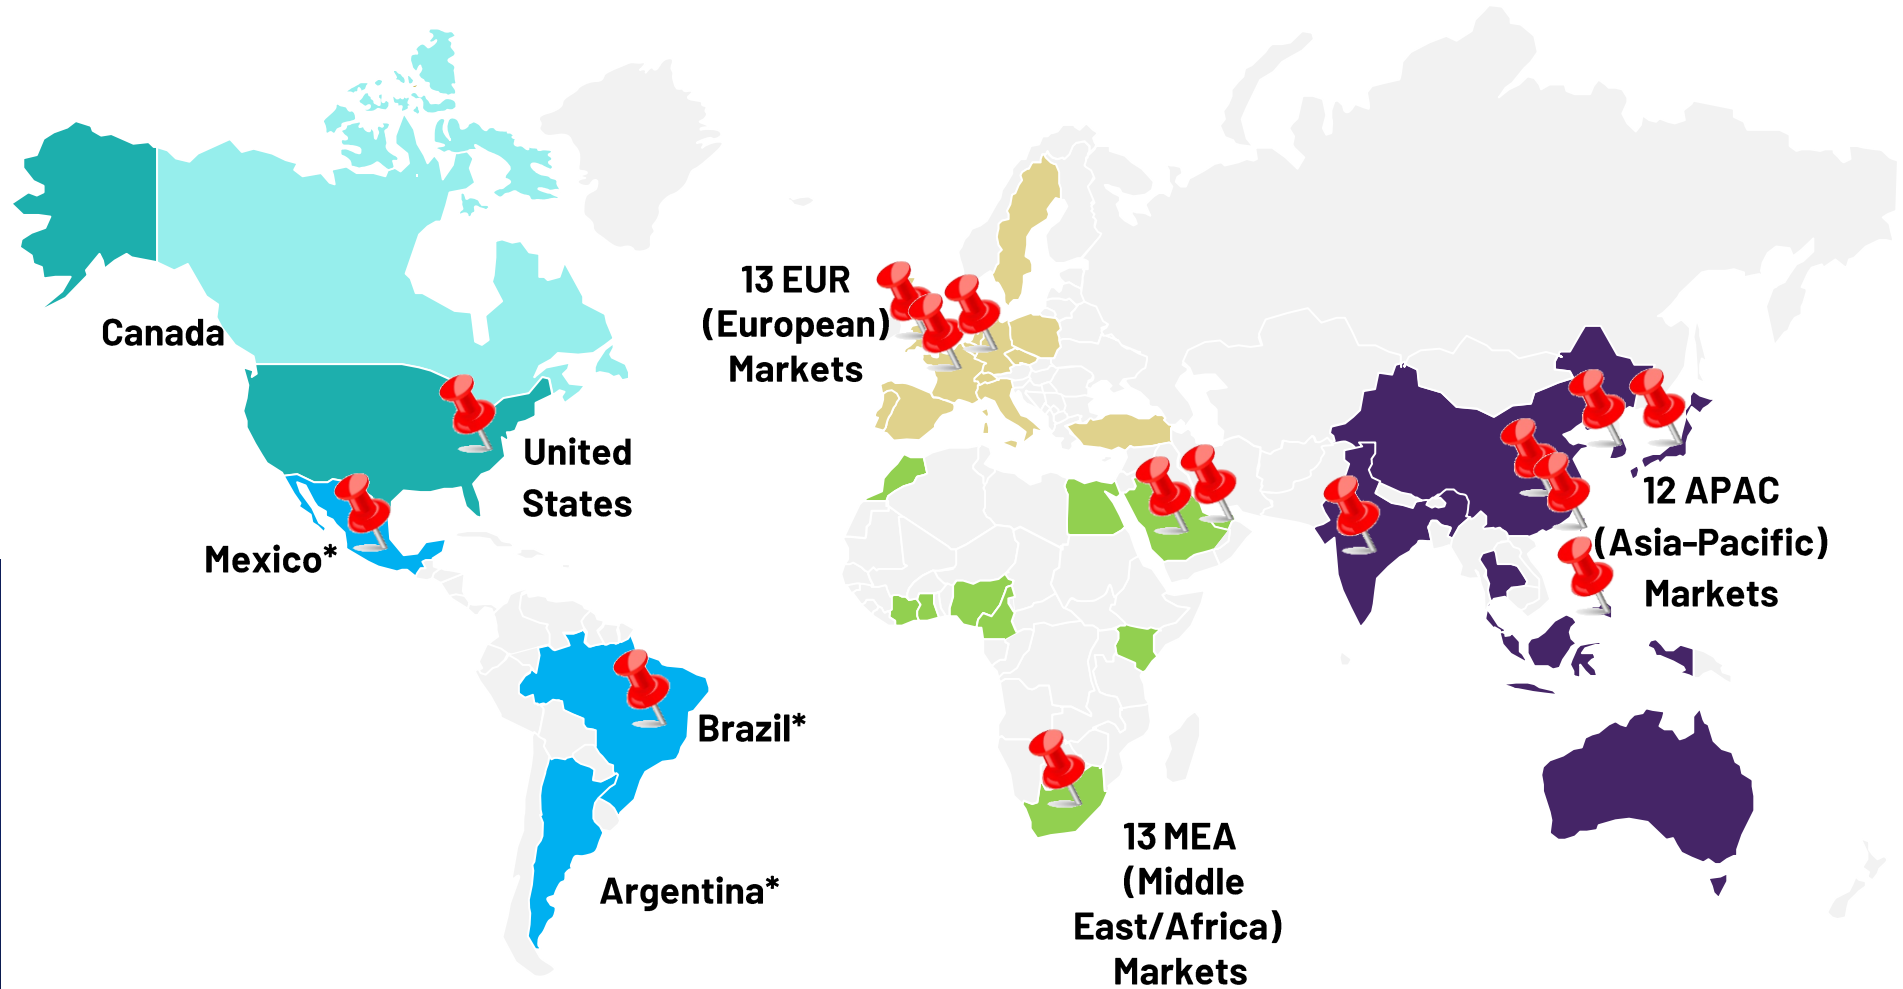 Canada
United
States
Mexico*
Brazil*
Argentina*
13 EUR
(European)
Markets
13 MEA
(Middle
East/Africa)
Markets
12 APAC
(Asia-Pacific)
Markets